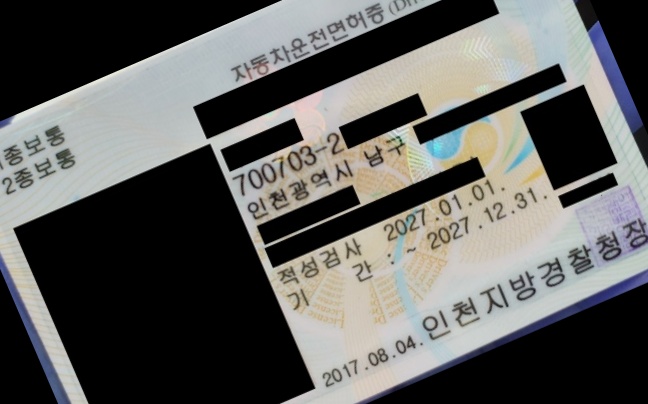 자동차운전면허증
종보통
2종보통
700703-2
인천광역시 남구
적성검사 2027.01.01.
기 간 : ~ 2027.12.31.
2017.08.04. 인천지방경찰청장